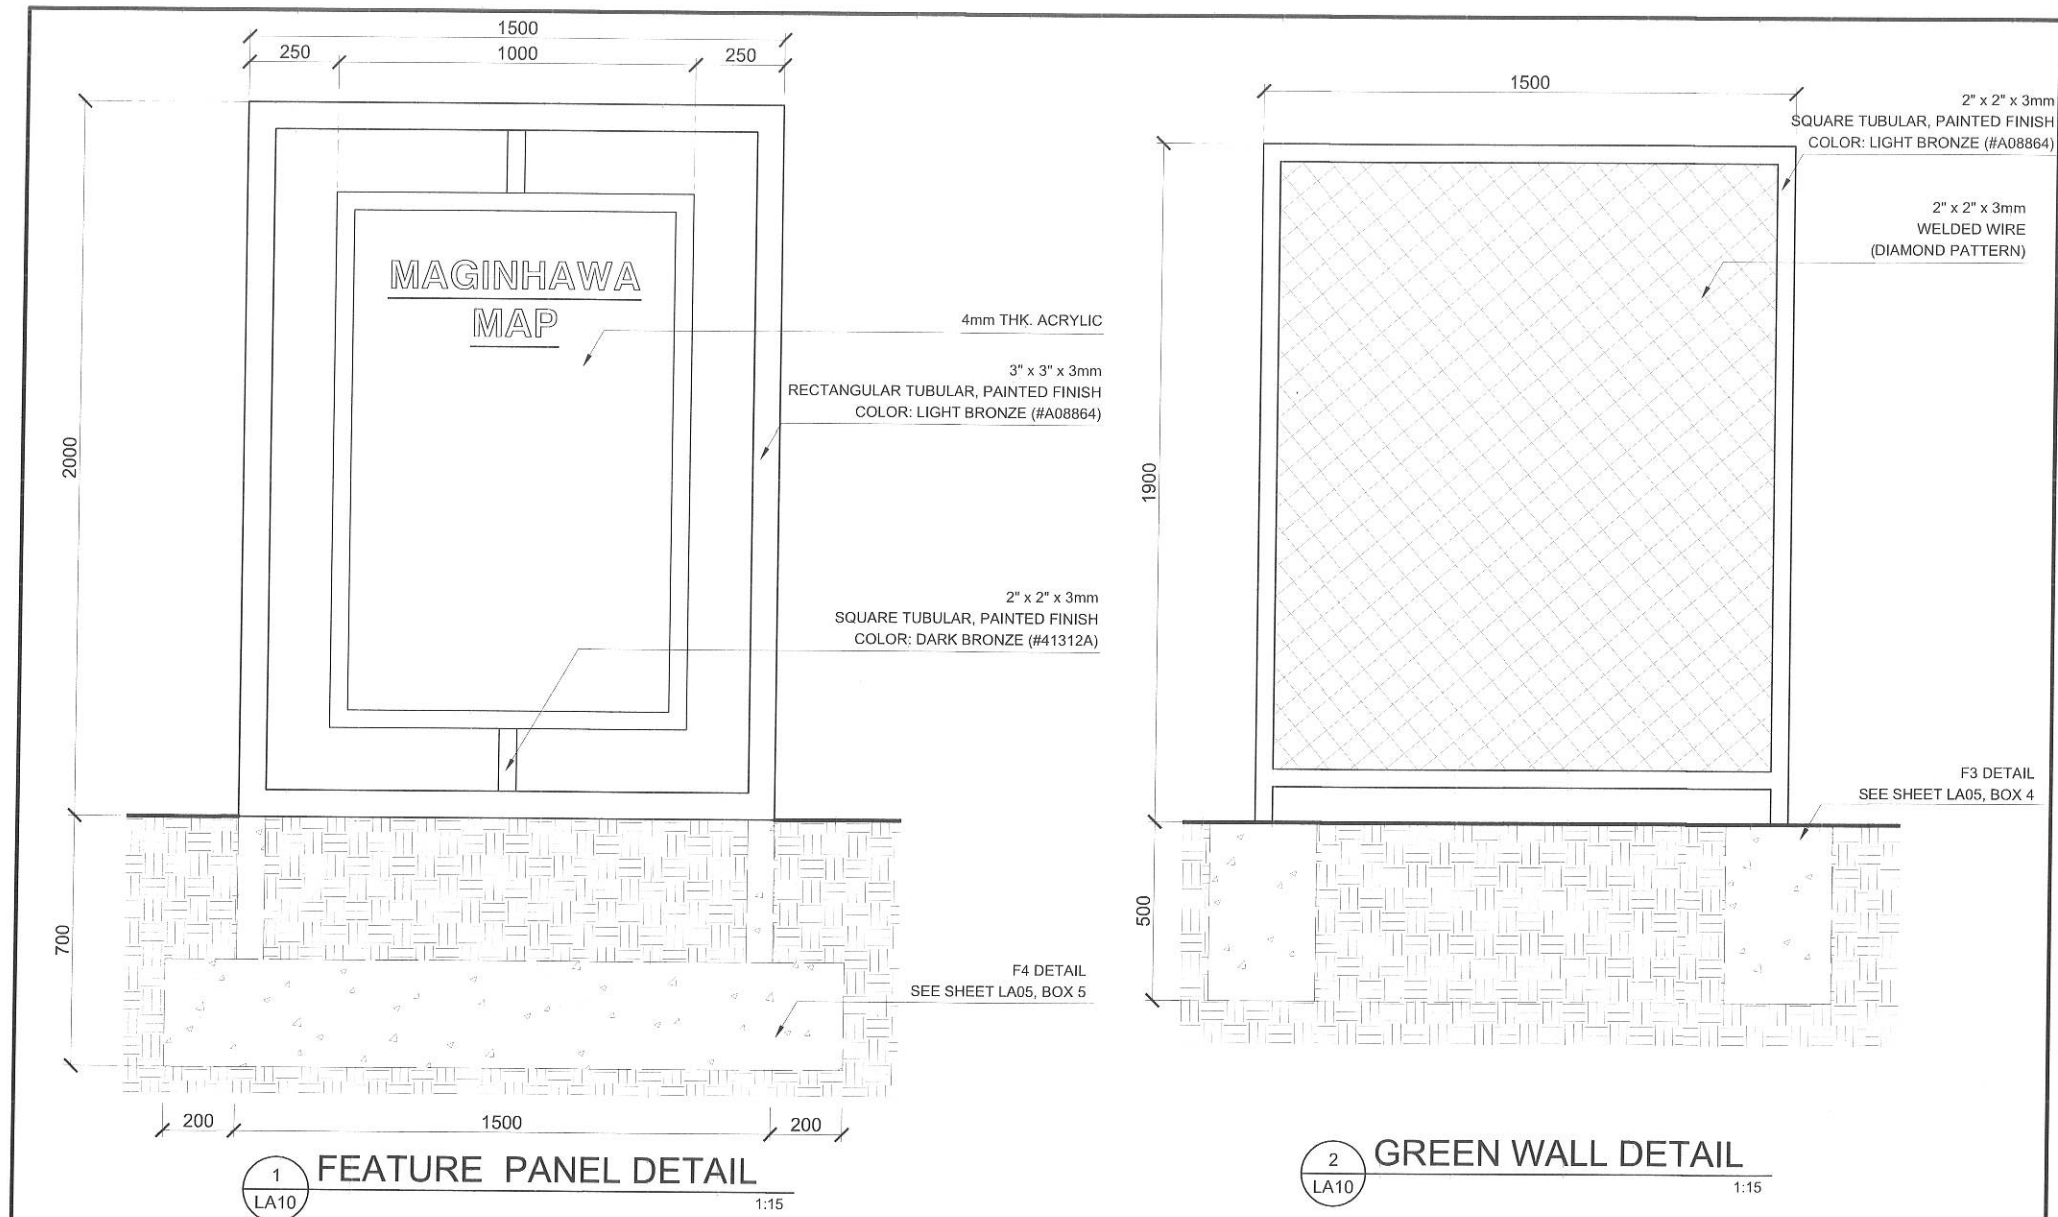 1500
250
1000
250
2000
MAGINHAWA
MAP
4mm THK. ACRYLIC
3" x 3" x 3mm
RECTANGULAR TUBULAR, PAINTED FINISH
COLOR: LIGHT BRONZE (#A08864)
2" x 2" x 3mm
SQUARE TUBULAR, PAINTED FINISH
COLOR: DARK BRONZE (#41312A)
700
F4 DETAIL
SEE SHEET LA05, BOX 5
200
1500
200
1
LA10
FEATURE PANEL DETAIL
1:15
1500
2" x 2" x 3mm
SQUARE TUBULAR, PAINTED FINISH
COLOR: LIGHT BRONZE (#A08864)
2" x 2" x 3mm
WELDED WIRE
(DIAMOND PATTERN)
1900
F3 DETAIL
SEE SHEET LA05, BOX 4
500
2
LA10
GREEN WALL DETAIL
1:15